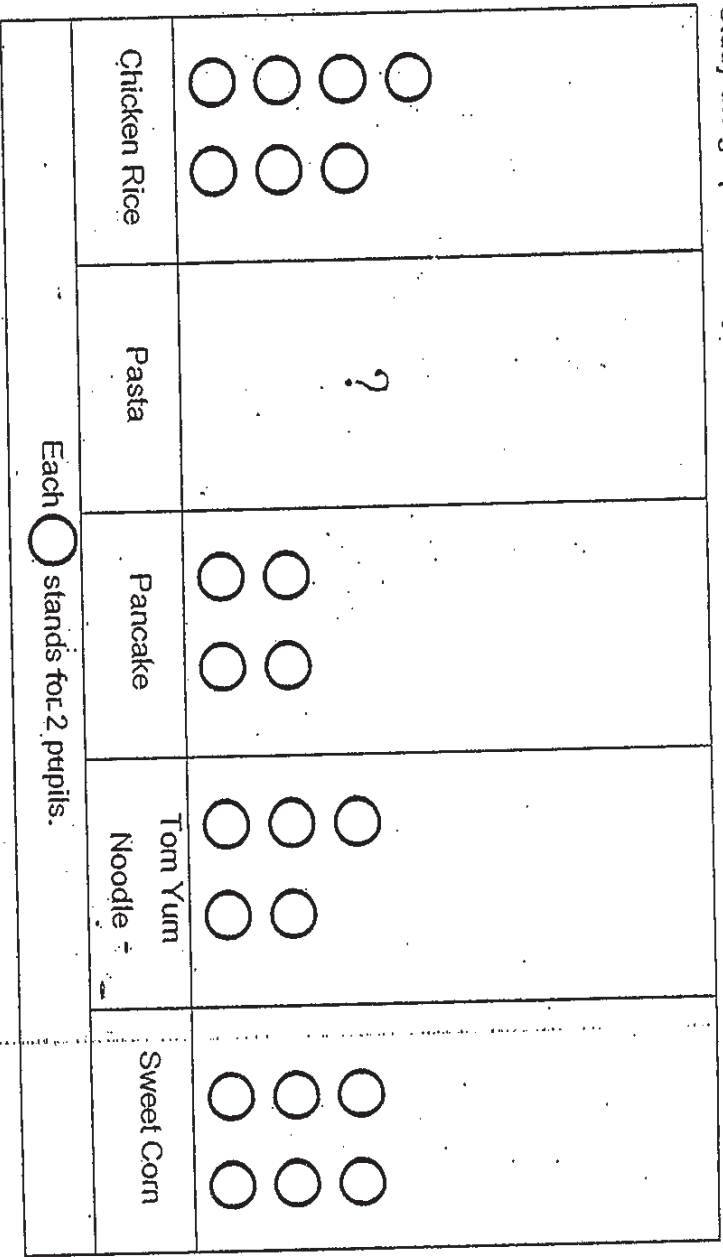 Chicken Rice
Pasta
?
Pancake
Tom Yum
Noodle
Sweet Corn
Each stands for 2 pupils.